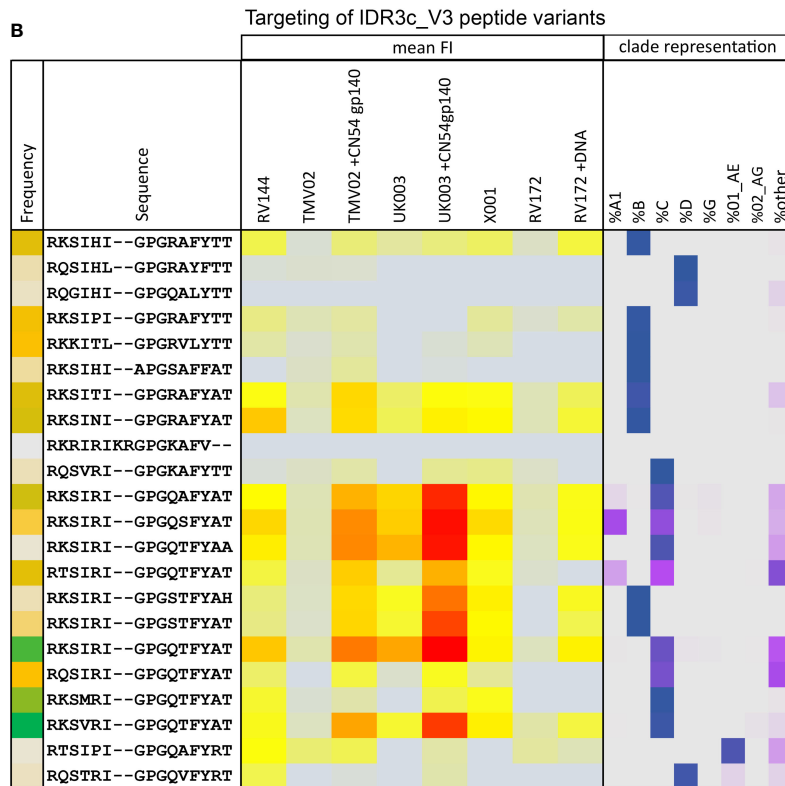 B
Targeting of IDR3c_V3 peptide variants
mean FI
clade representation
Frequency
Sequence
RV144
TMV02
TMV02 +CN54 gp140
UK003
UK003 +CN54gp140
X001
RV172
RV172 +DNA
%A1
%B
%C
%D
%G
%01_AE
%02_AG
%other
RKSIHI--GPGRAFYTT
RQSIHL--GPGRAYFTT
RQGIHI--GPGQALYTT
RKSIPI--GPGRAFYTT
RKKITL--GPGRVLYTT
RKSIHI--APGSAFFAT
RKSITI--GPGRAFYAT
RKSINI--GPGRAFYAT
RKRIRIKRGPGKAFV--
RQSVRI--GPGKAFYTT
RKSIRI--GPGQAFYAT
RKSIRI--GPGQSFYAT
RKSIRI--GPGQTFYAA
RTSIRI--GPGQTFYAT
RKSIRI--GPGSTFYAH
RKSIRI--GPGSTFYAT
RKSIRI--GPGQTFYAT
RQSIRI--GPGQTFYAT
RKSMRI--GPGQTFYAT
RKSVRI--GPGQTFYAT
RTSIPI--GPGQAFYRT
RQSTRI--GPGQVFYRT